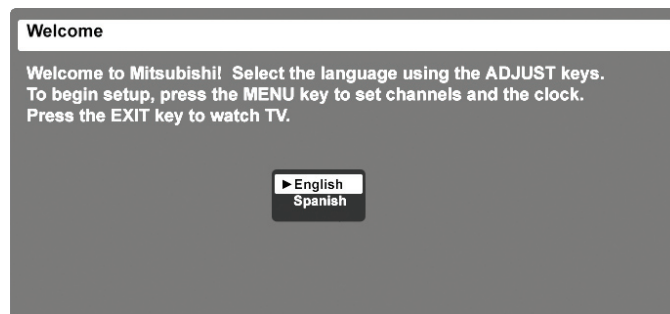 Welcome
Welcome to Mitsubishi!  Select the language using the ADJUST keys.
To begin setup, press the MENU key to set channels and the clock.
Press the EXIT key to watch TV.
►English
Spanish